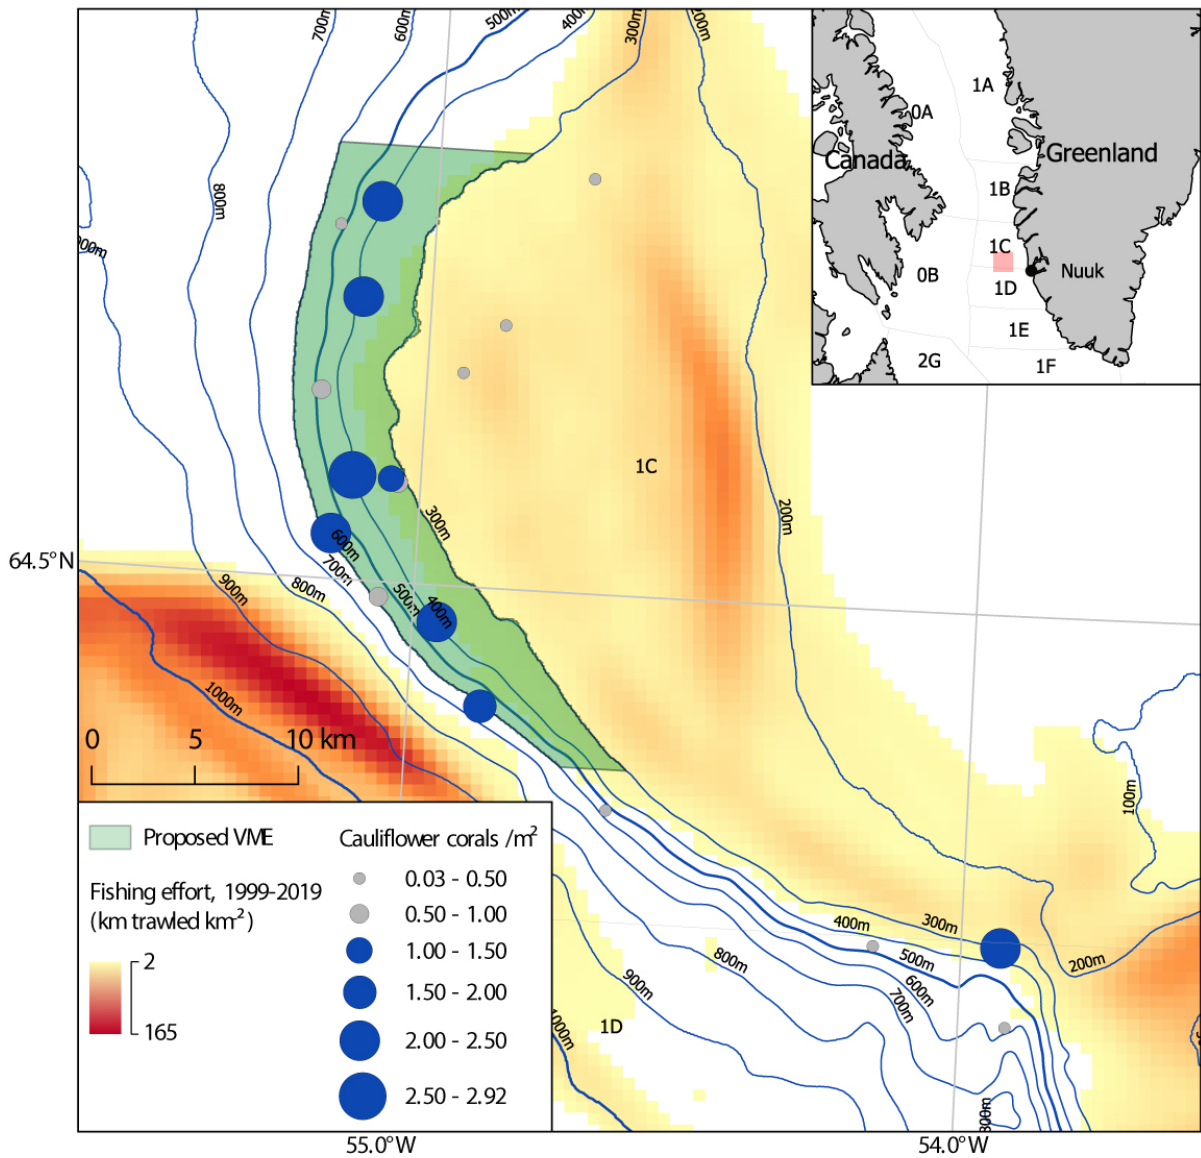 700m
600m
500m
400m
300m
200m
1A
0A
Canada
Greenland
1B
1C
Nuuk
0B
1D
1E
2G
1F
800m
1C
300m
200m
64.5°N
600m
700m
500m
400m
900m
800m
1000m
0 5 10 km
100m
Proposed VME
Fishing effort, 1999-2019
(km trawled km²)
2
165
Cauliflower corals /m²
0.03 - 0.50
0.50 - 1.00
1.00 - 1.50
1.50 - 2.00
2.00 - 2.50
2.50 - 2.92
400m
300m
500m
200m
800m
600m
900m
700m
1000m
1D
800m
55.0°W
54.0°W